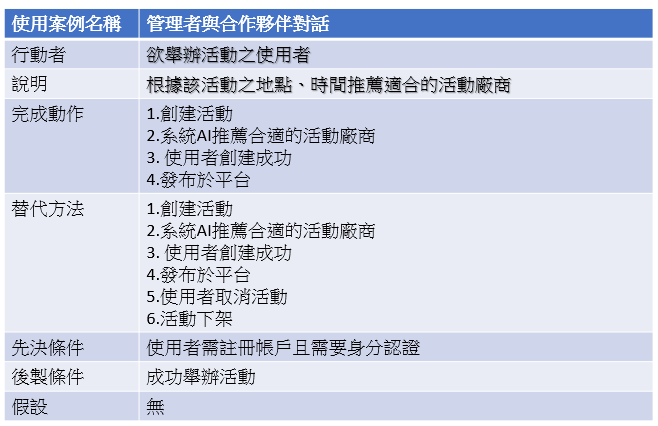 使用案例名稱 管理者與合作夥伴對話
行動者 欲舉辦活動之使用者
說明 根據該活動之地點、時間推薦適合的活動廠商
完成動作 1.創建活動
2.系統AI推薦合適的活動廠商
3. 使用者創建成功
4.發布於平台
替代方法 1.創建活動
2.系統AI推薦合適的活動廠商
3. 使用者創建成功
4.發布於平台
5.使用者取消活動
6.活動下架
先決條件 使用者需註冊帳戶且需要身分認證
後製條件 成功舉辦活動
假設 無